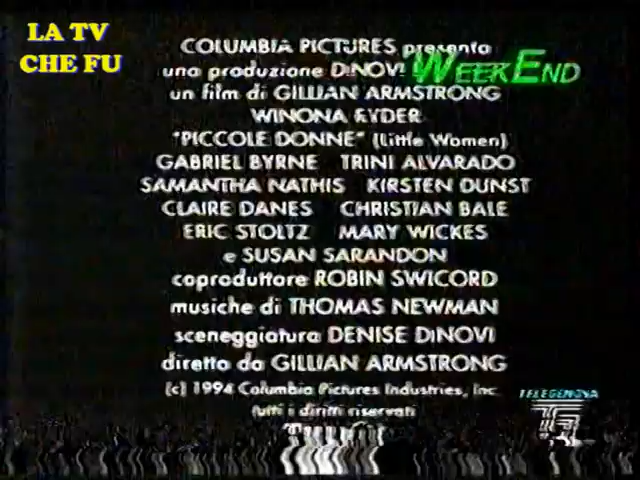 LA TV
CHE FU
WEEKEND
COLUMBIA PICTURES presenta
una produzione DiNOVI
un film di GILLIAN ARMSTRONG
WINONA RYDER
"PICCOLE DONNE" (Little Women)
GABRIEL BYRNE TRINI ALVARADO
SAMANTHA MATHIS KIRSTEN DUNST
CLAIRE DANES CHRISTIAN BALE
ERIC STOLTZ MARY WICKES
e SUSAN SARANDON
coproduttore ROBIN SWICORD
musiche di THOMAS NEWMAN
sceneggiatura DENISE DiNOVI
diretto da GILLIAN ARMSTRONG
(c) 1994 Columbia Pictures Industries, Inc.
tutti i diritti riservati
TELEGENOVA